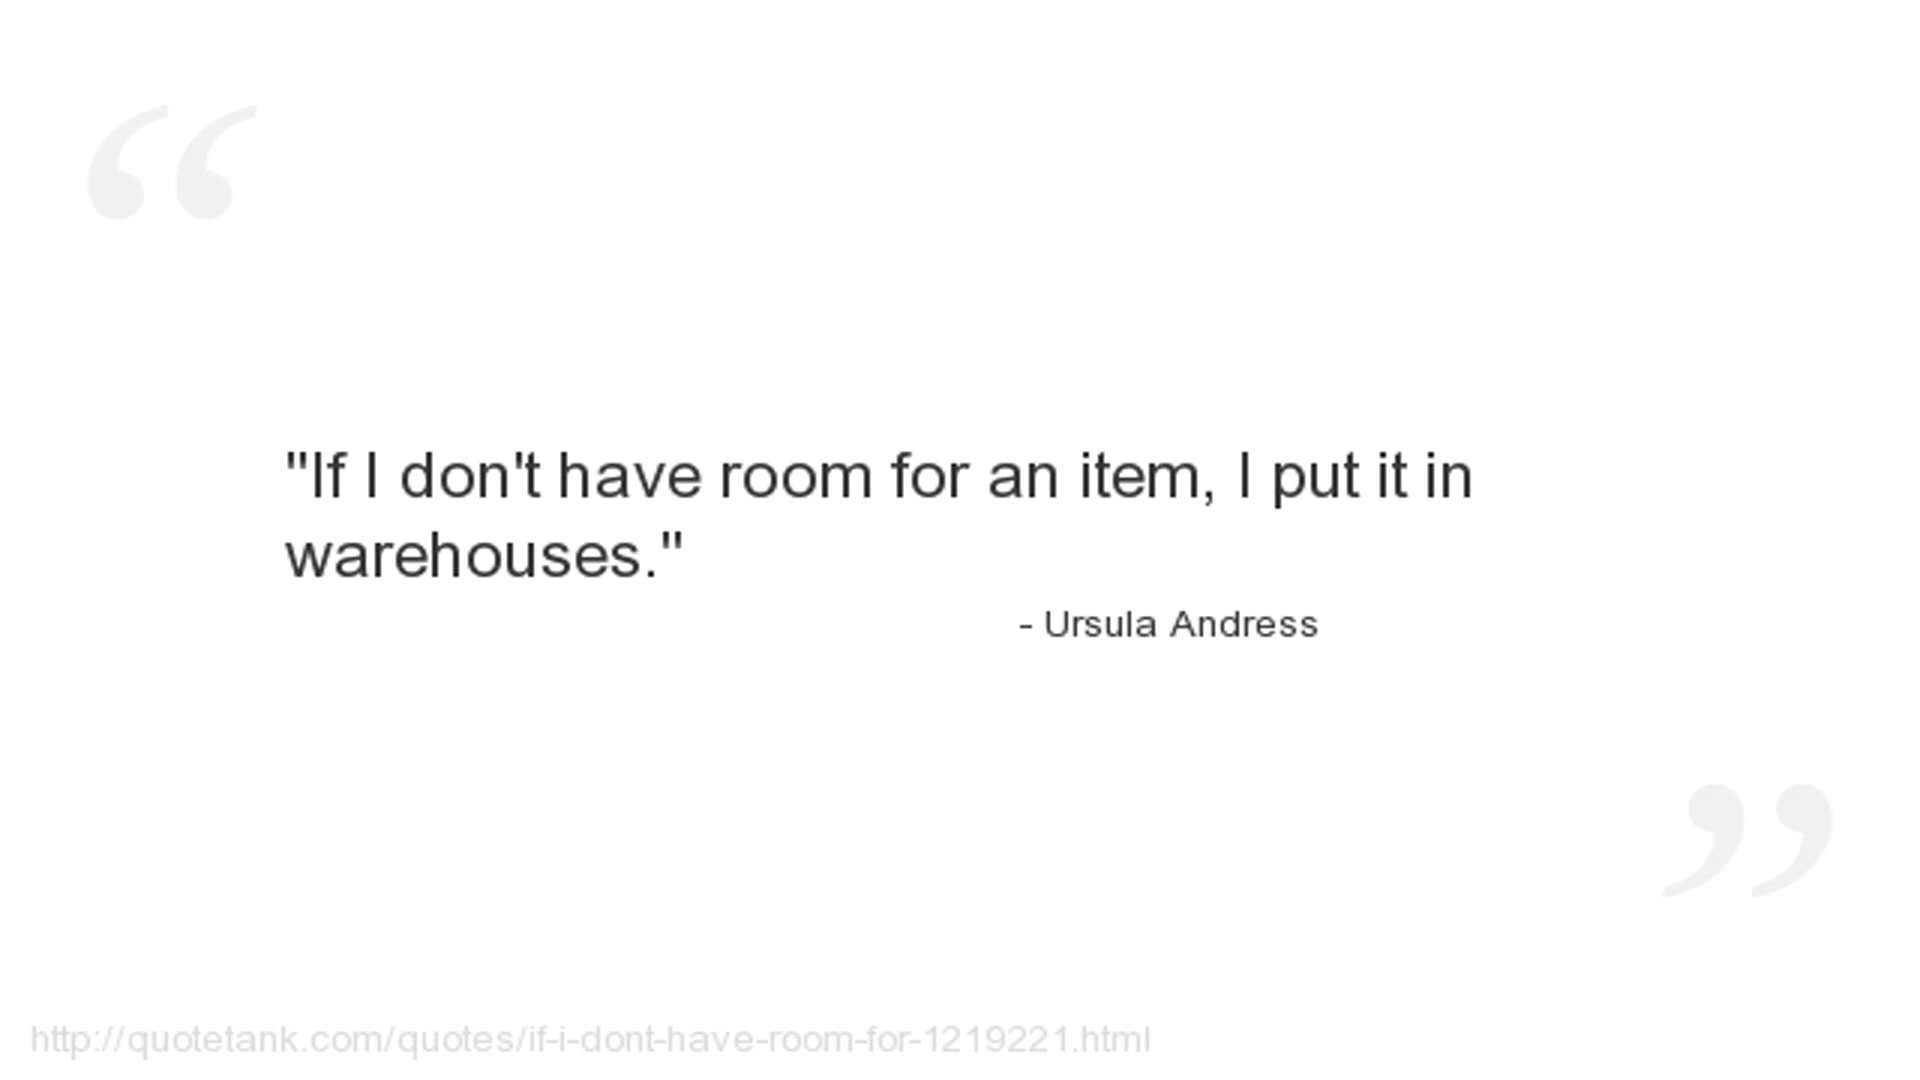 "If I don't have room for an item, I put it in
warehouses."
- Ursula Andress
http://quotetank.com/quotes/if-i-dont-have-room-for-1219221.html